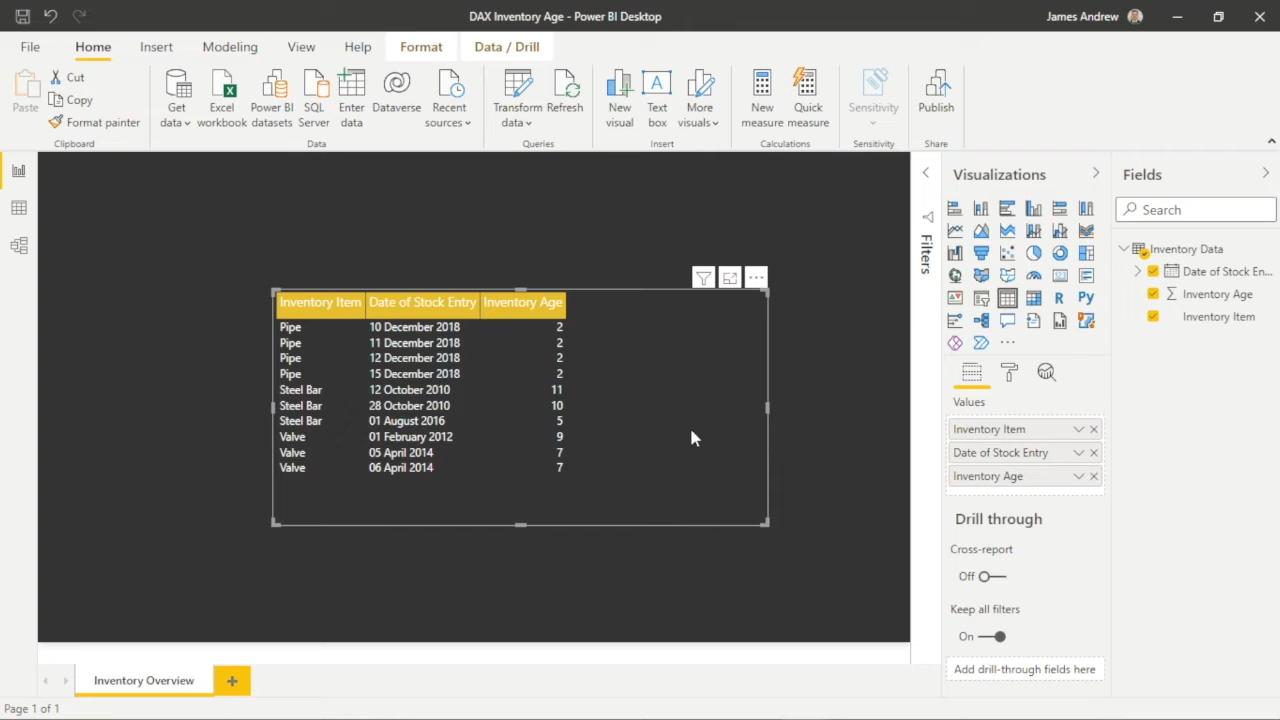 DAX Inventory Age - Power BI Desktop
James Andrew
File Home Insert Modeling View Help Format Data / Drill
Paste
Cut
Copy
Format painter
Get data
Excel workbook
Power BI datasets
SQL Server
Enter data
Dataverse
Recent sources
Transform data
Refresh
New visual
Text box
More visuals
New measure
Quick measure
Sensitivity
Publish
Clipboard Data Queries Insert Calculations Sensitivity Share
Inventory Item Date of Stock Entry Inventory Age
Pipe 10 December 2018 2
Pipe 11 December 2018 2
Pipe 12 December 2018 2
Pipe 15 December 2018 2
Steel Bar 12 October 2010 11
Steel Bar 28 October 2010 10
Steel Bar 01 August 2016 5
Valve 01 February 2012 9
Valve 05 April 2014 7
Valve 06 April 2014 7
Filters
Visualizations
R
Py
Values
Inventory Item
Date of Stock Entry
Inventory Age
Drill through
Cross-report
Off
Keep all filters
On
Add drill-through fields here
Fields
Search
Inventory Data
Date of Stock En...
Inventory Age
Inventory Item
Inventory Overview
Page 1 of 1